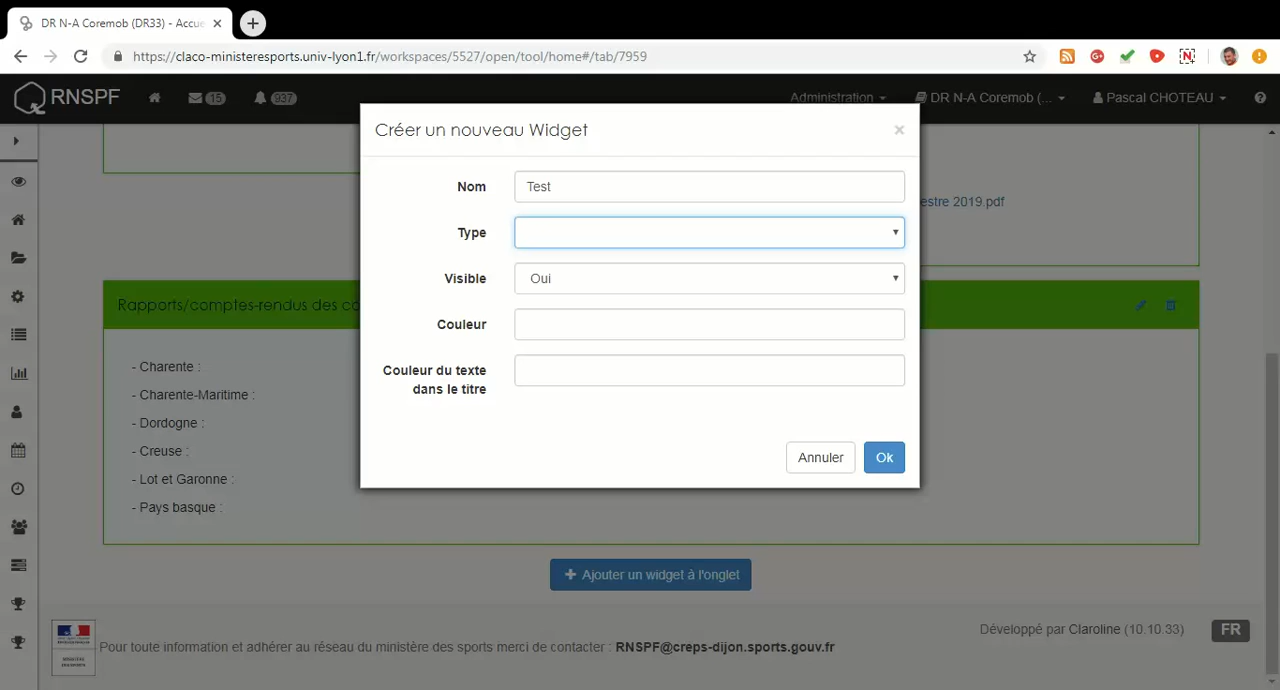 DR N-A Coremob (DR33) - Accue
https://claco-ministeresports.univ-lyon1.fr/workspaces/5527/open/tool/home#/tab/7959
RNSPF 15 937 Administration DR N-A Coremob (... Pascal CHOTEAU
Créer un nouveau Widget ×
Nom Test
estre 2019.pdf
Type
Visible Oui
Rapports/comptes-rendus des co
Couleur
Couleur du texte
dans le titre
- Charente :
- Charente-Maritime :
- Dordogne :
- Creuse :
- Lot et Garonne :
- Pays basque :
Annuler Ok
+ Ajouter un widget à l'onglet
Développé par Claroline (10.10.33) FR
Pour toute information et adhérer au réseau du ministère des sports merci de contacter : RNSPF@creps-dijon.sports.gouv.fr